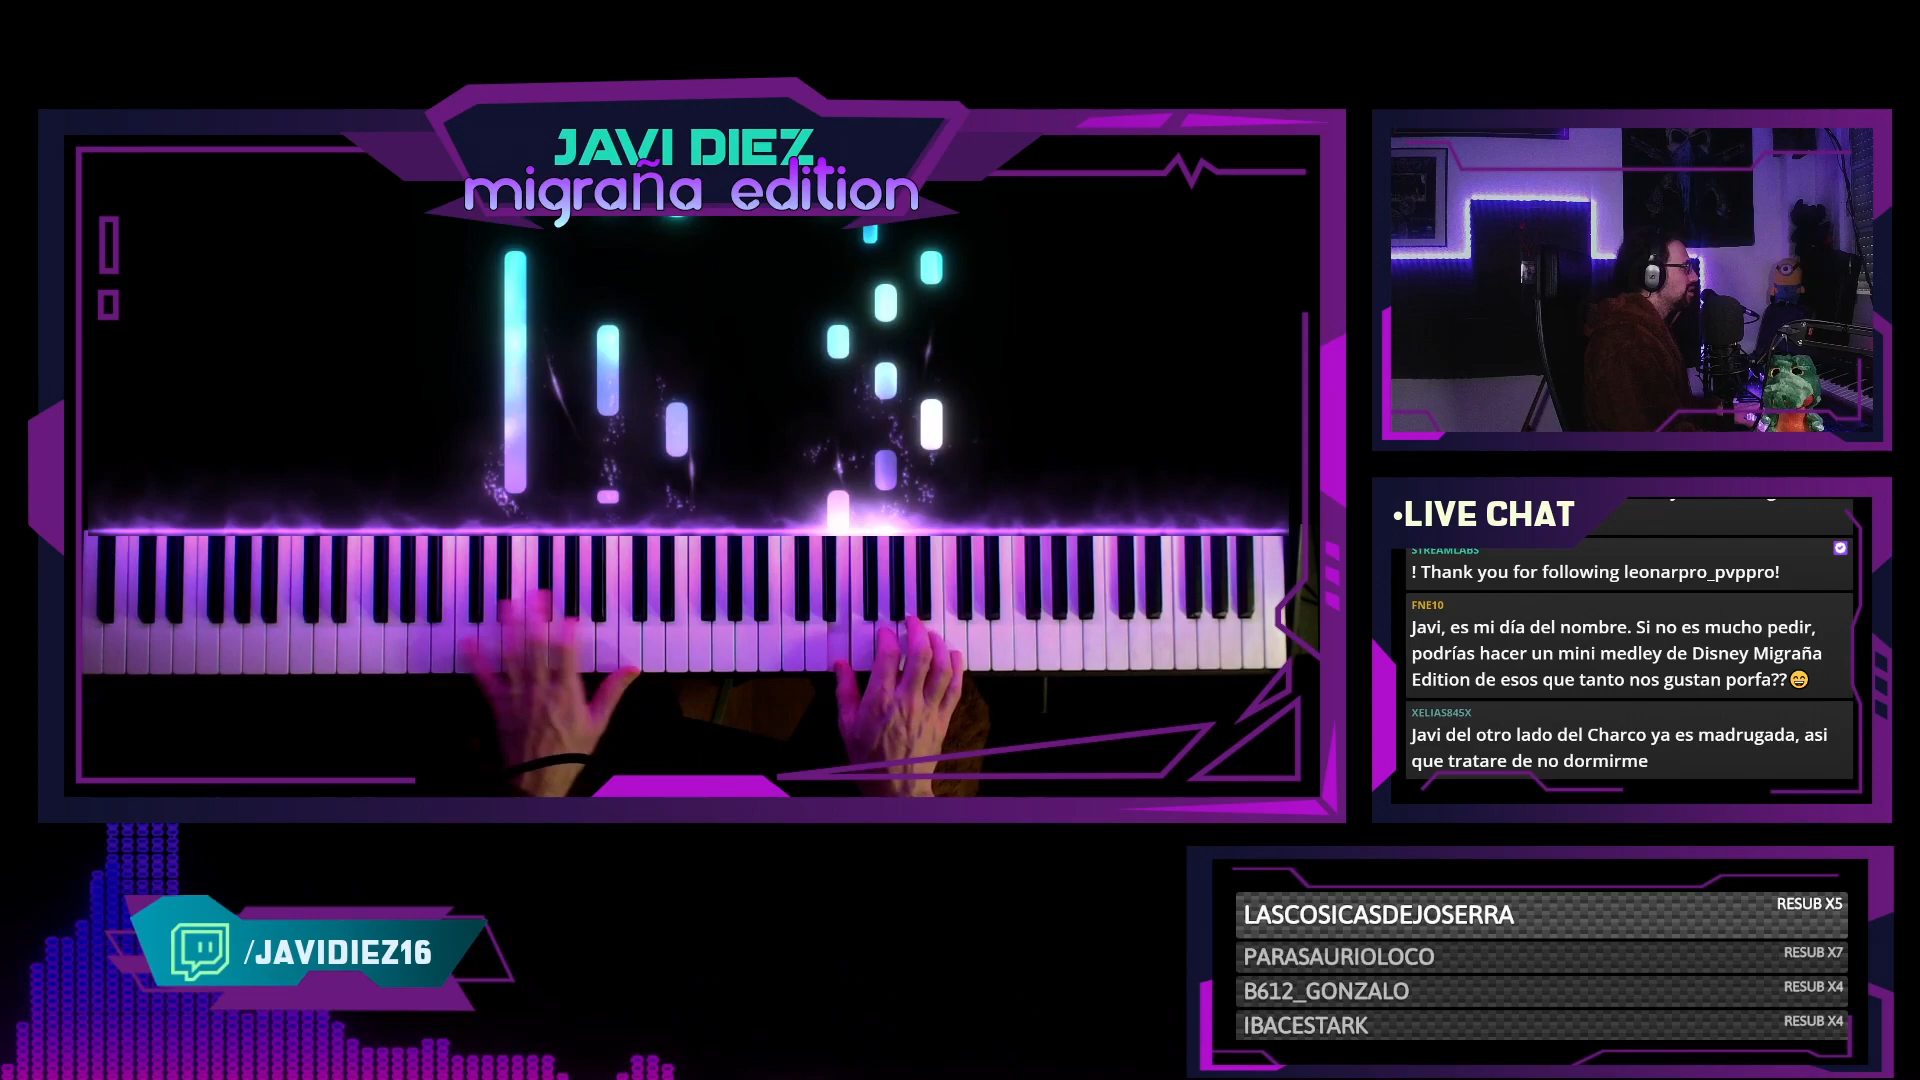 JAVI DIEZ
migraña edition
•LIVE CHAT
STREAMLABS
! Thank you for following leonarpro_pvppro!
FNE10
Javi, es mi día del nombre. Si no es mucho pedir,
podrías hacer un mini medley de Disney Migraña
Edition de esos que tanto nos gustan porfa??😄
XELIAS845X
Javi del otro lado del Charco ya es madrugada, asi
que tratare de no dormirme
/JAVIDIEZ16
LASCOSICASDEJOSERRA RESUB X5
PARASAURIOLOCO RESUB X7
B612_GONZALO RESUB X4
IBACESTARK RESUB X4